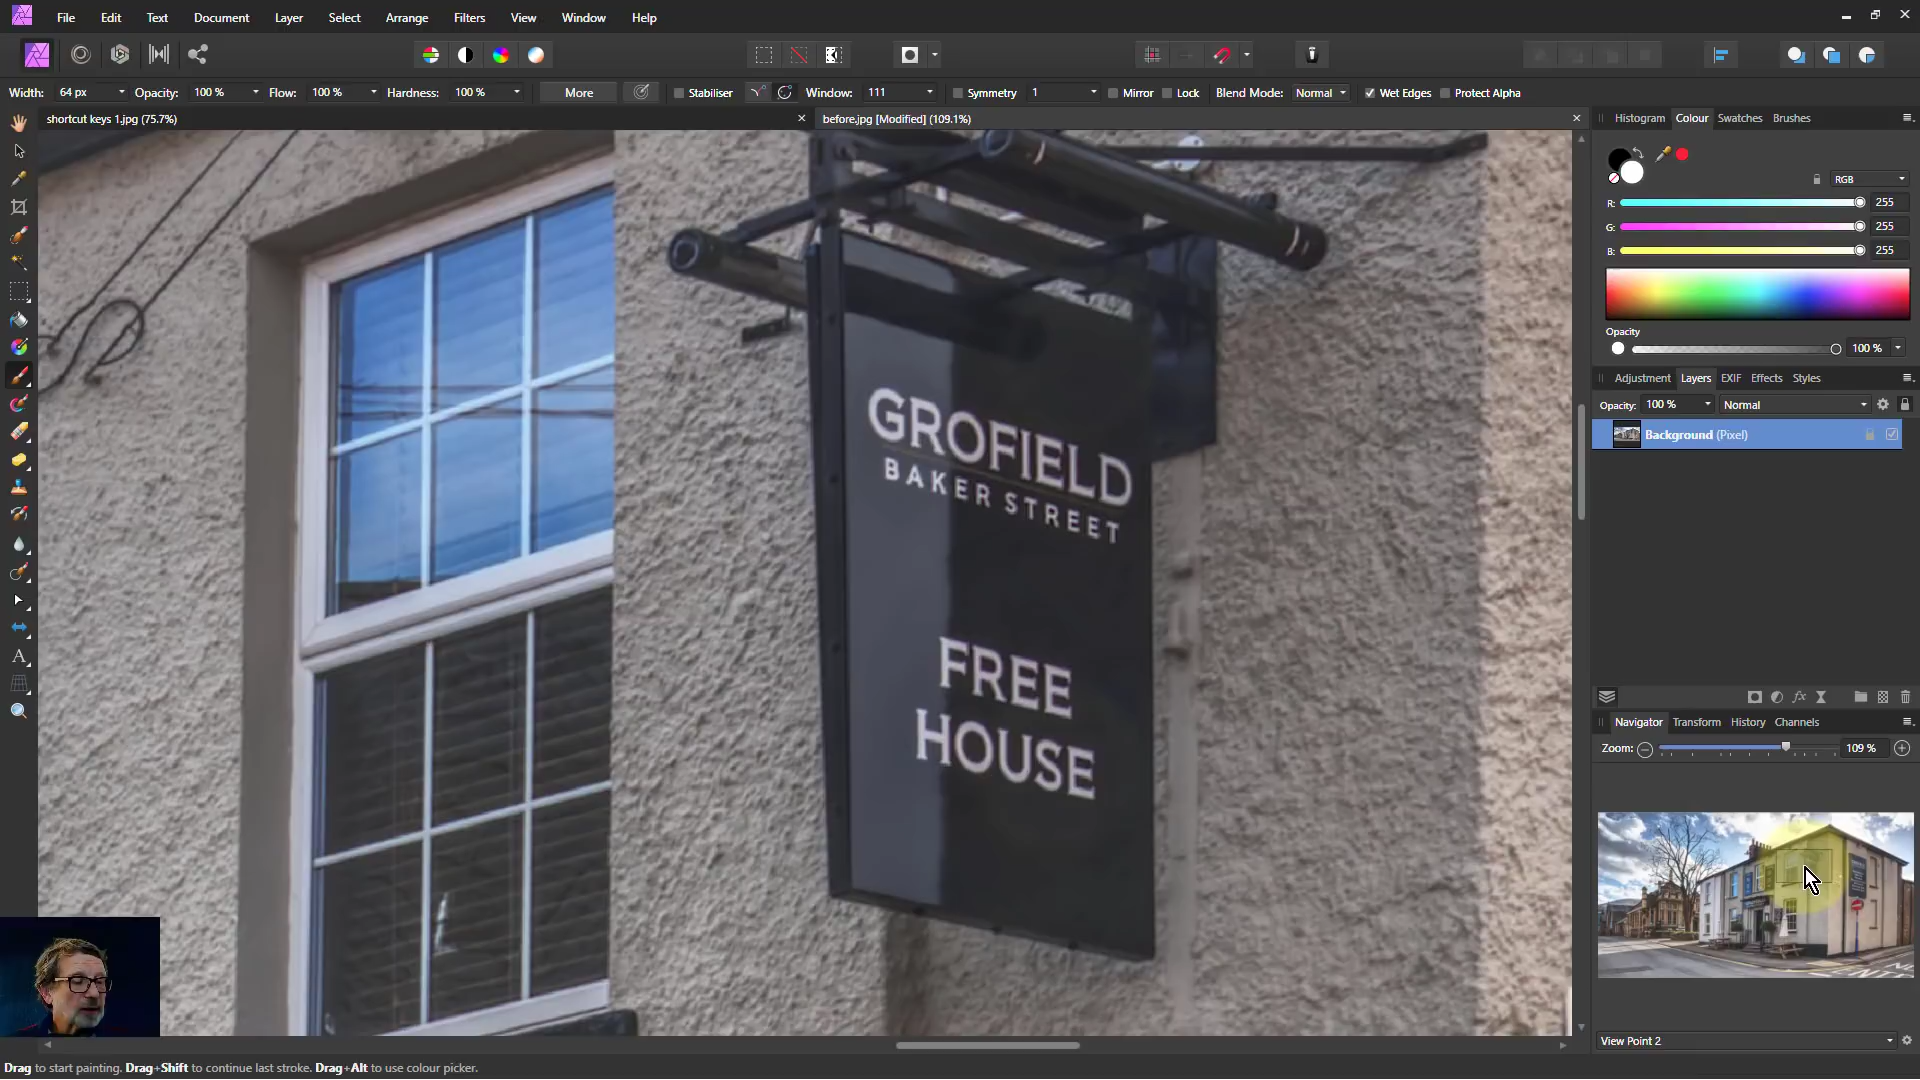 File Edit Text Document Layer Select Arrange Filters View Window Help
Width: 64 px Opacity: 100 % Flow: 100 % Hardness: 100 % More Stabiliser Window: 111 Symmetry 1 Mirror Lock Blend Mode: Normal Wet Edges Protect Alpha
shortcut keys 1.jpg (75.7%)
before.jpg [Modified] (109.1%)
Histogram Colour Swatches Brushes
RGB
R: 255
G: 255
B: 255
Opacity
100 %
Adjustment Layers EXIF Effects Styles
Opacity: 100 % Normal
Background (Pixel)
GROFIELD
BAKER STREET
FREE
HOUSE
Navigator Transform History Channels
Zoom: 109 %
View Point 2
Drag to start painting. Drag+Shift to continue last stroke. Drag+Alt to use colour picker.